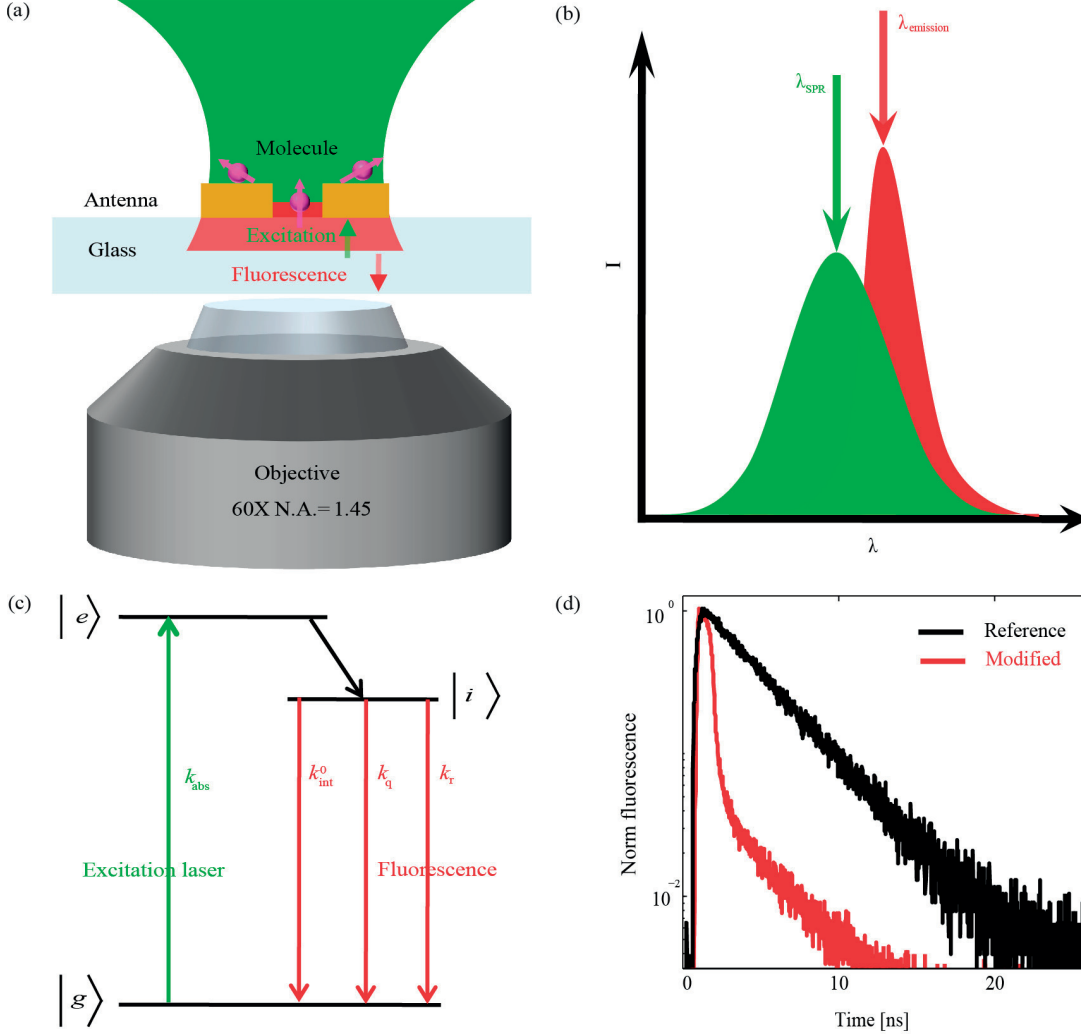 (a)
Molecule
Antenna
Excitation
Glass
Fluorescence
Objective
60X N.A.= 1.45
(b)
λemission
λSPR
I
λ
(c)
|e⟩
|i⟩
kabs
k0int
kq
kr
Excitation laser
Fluorescence
|g⟩
(d)
10^0
Reference
Modified
Norm fluorescence
10^-2
10
20
Time [ns]